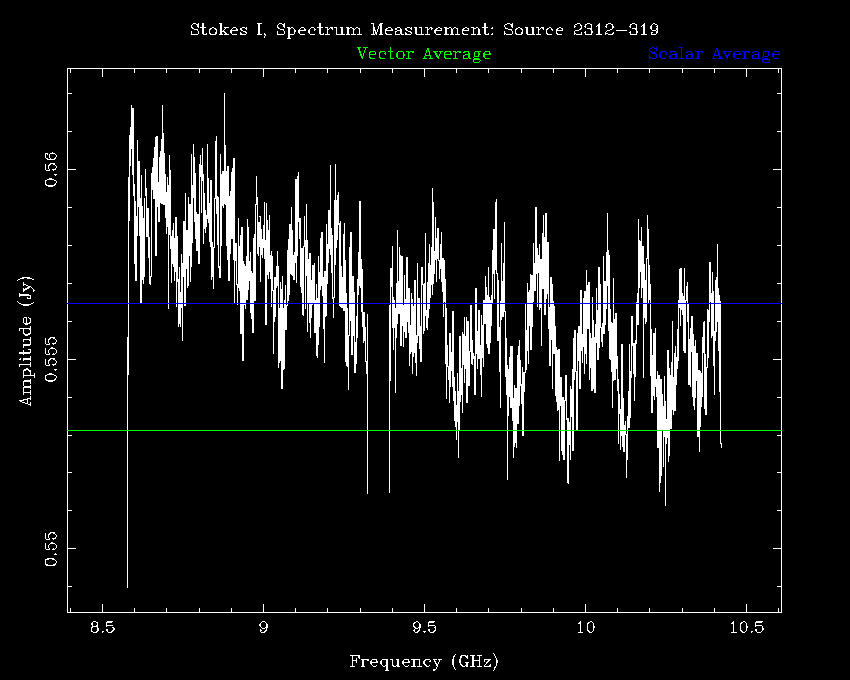 Stokes I, Spectrum Measurement: Source 2312−319
Vector Average
Scalar Average
Amplitude (Jy)
0.56
0.555
0.55
8.5 9 9.5 10 10.5
Frequency (GHz)